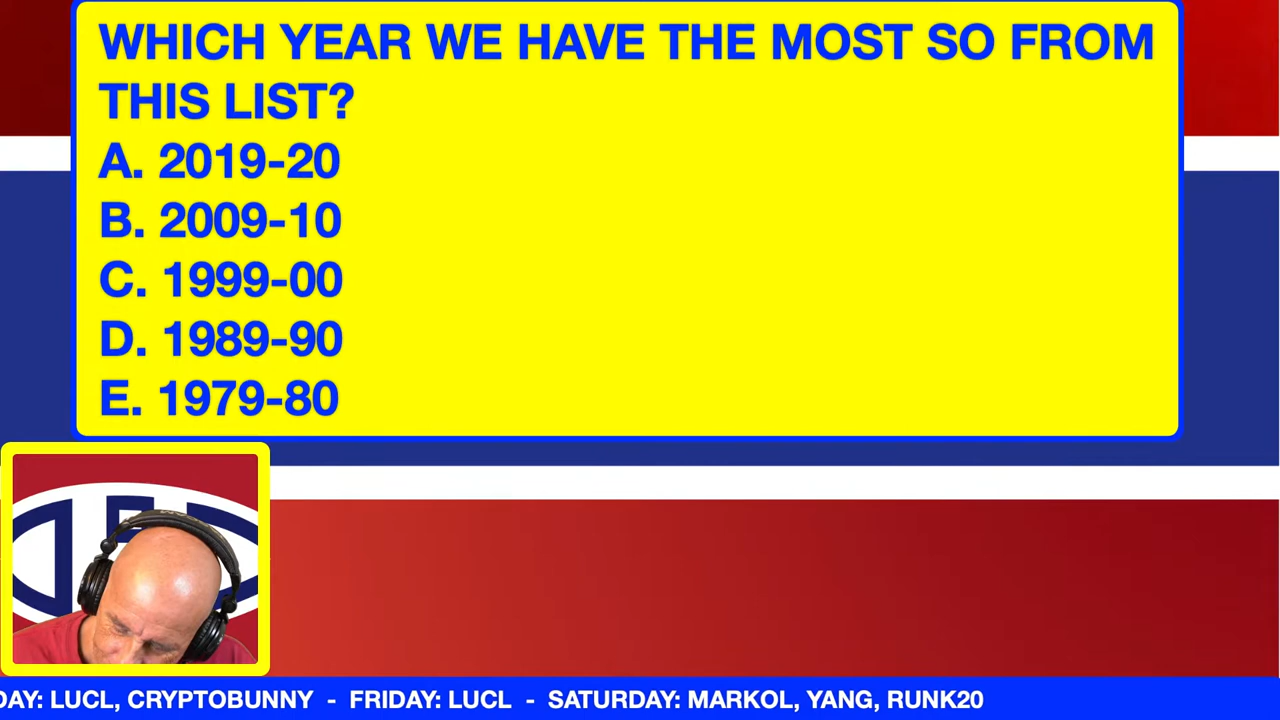 WHICH YEAR WE HAVE THE MOST SO FROM
THIS LIST?
A. 2019-20
B. 2009-10
C. 1999-00
D. 1989-90
E. 1979-80
DAY: LUCL, CRYPTOBUNNY - FRIDAY: LUCL - SATURDAY: MARKOL, YANG, RUNK20